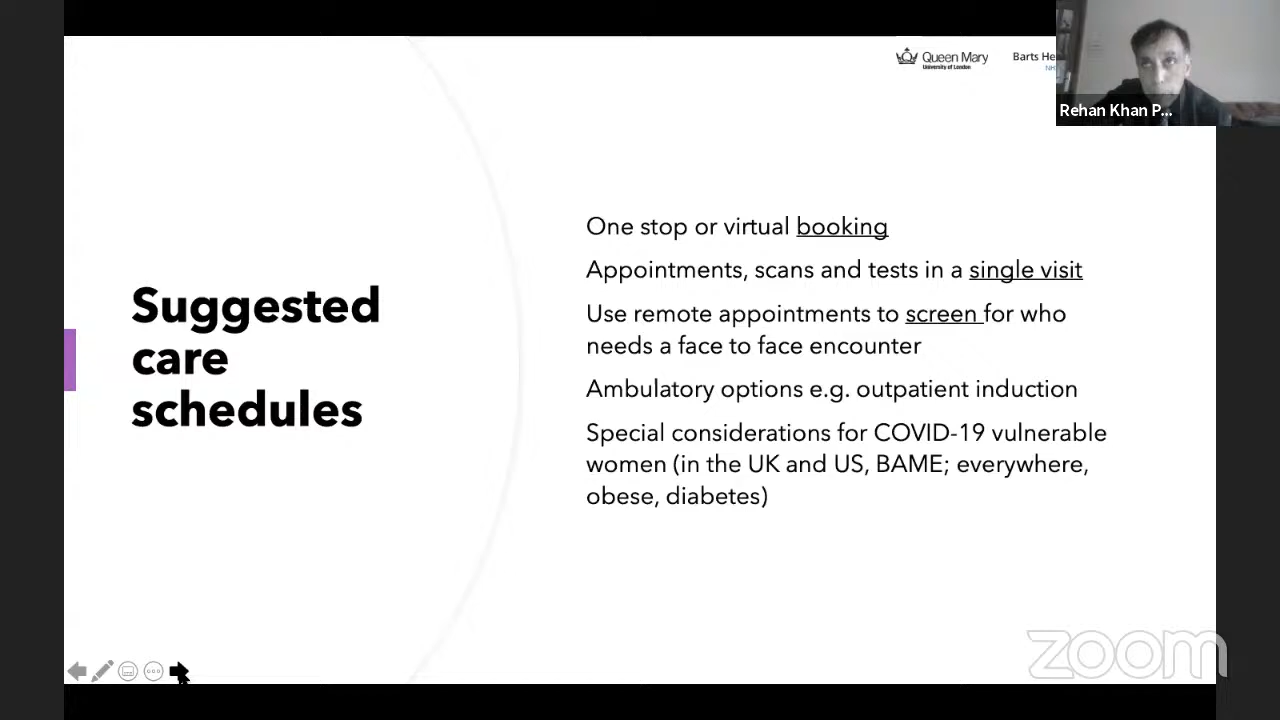 Queen Mary
University of London
Barts He
NH
Rehan Khan P...
Suggested
care
schedules
One stop or virtual booking
Appointments, scans and tests in a single visit
Use remote appointments to screen for who
needs a face to face encounter
Ambulatory options e.g. outpatient induction
Special considerations for COVID-19 vulnerable
women (in the UK and US, BAME; everywhere,
obese, diabetes)
zoom